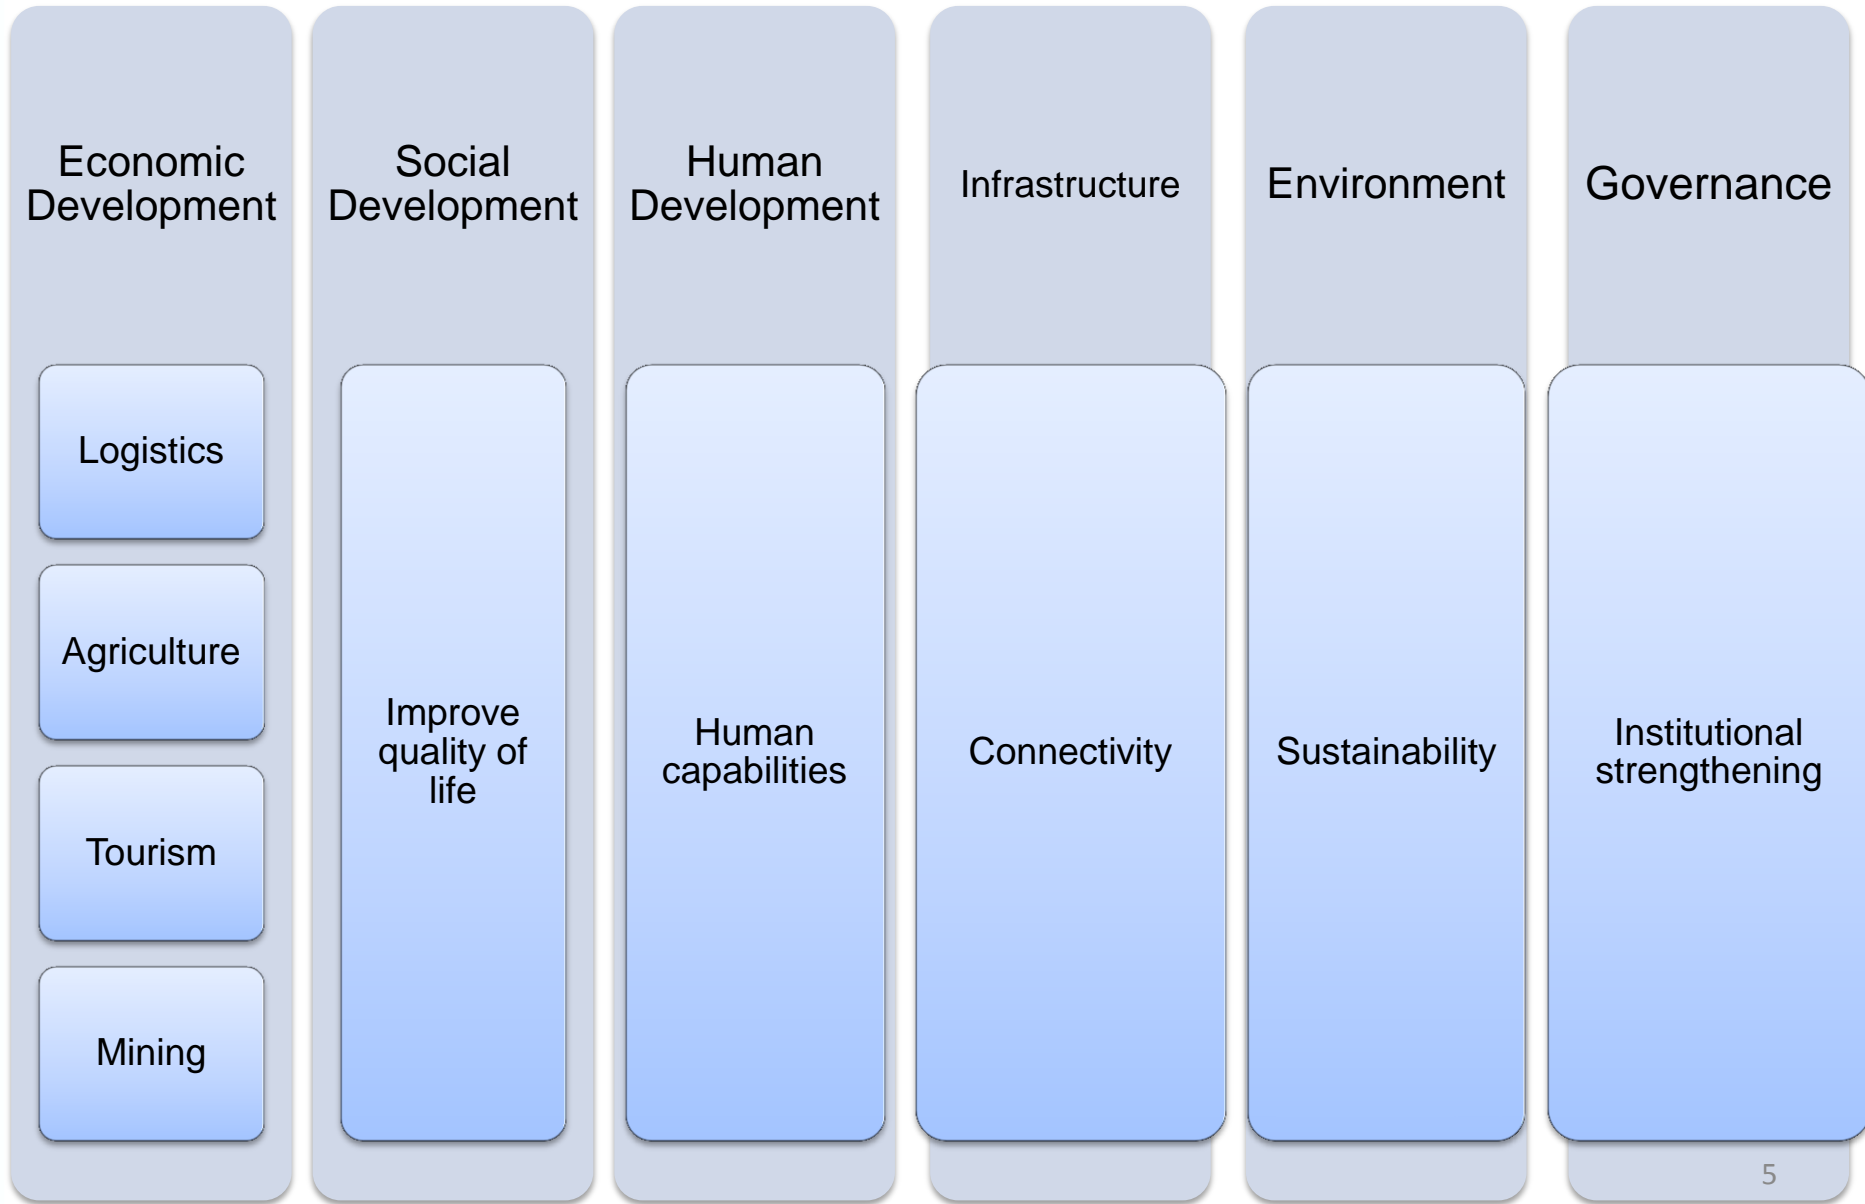 Economic
Development
Social
Development
Human
Development
Infrastructure
Environment
Governance
Logistics
Agriculture
Tourism
Mining
Improve
quality of
life
Human
capabilities
Connectivity
Sustainability
Institutional
strengthening
5